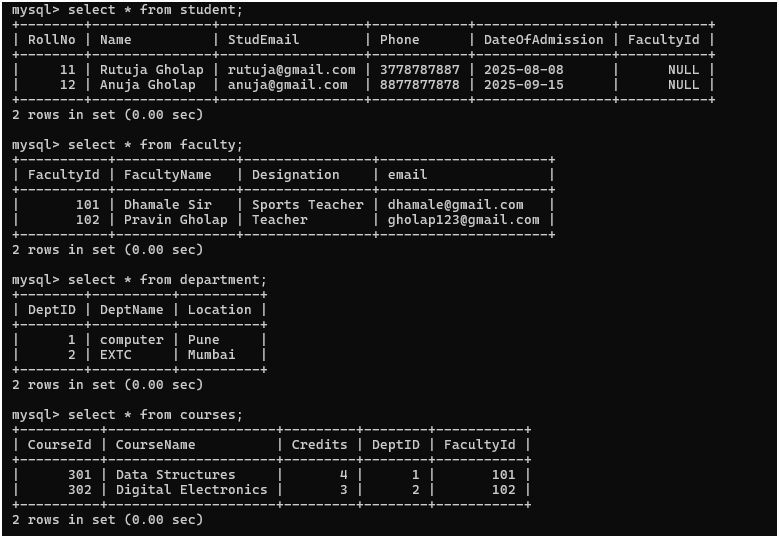 mysql> select * from student;
+--------+---------------+------------------+------------+-----------------+-----------+
| RollNo | Name          | StudEmail        | Phone      | DateOfAdmission | FacultyId |
+--------+---------------+------------------+------------+-----------------+-----------+
|     11 | Rutuja Gholap | rutuja@gmail.com | 3778787887 | 2025-08-08      |      NULL |
|     12 | Anuja Gholap  | anuja@gmail.com  | 8877877878 | 2025-09-15      |      NULL |
+--------+---------------+------------------+------------+-----------------+-----------+
2 rows in set (0.00 sec)
mysql> select * from faculty;
+-----------+---------------+----------------+---------------------+
| FacultyId | FacultyName   | Designation    | email               |
+-----------+---------------+----------------+---------------------+
|       101 | Dhamale Sir   | Sports Teacher | dhamale@gmail.com   |
|       102 | Pravin Gholap | Teacher        | gholap123@gmail.com |
+-----------+---------------+----------------+---------------------+
2 rows in set (0.00 sec)
mysql> select * from department;
+--------+----------+----------+
| DeptID | DeptName | Location |
+--------+----------+----------+
|      1 | computer | Pune     |
|      2 | EXTC     | Mumbai   |
+--------+----------+----------+
2 rows in set (0.00 sec)
mysql> select * from courses;
+----------+---------------------+---------+--------+-----------+
| CourseId | CourseName          | Credits | DeptID | FacultyId |
+----------+---------------------+---------+--------+-----------+
|      301 | Data Structures     |       4 |      1 |       101 |
|      302 | Digital Electronics |       3 |      2 |       102 |
+----------+---------------------+---------+--------+-----------+
2 rows in set (0.00 sec)